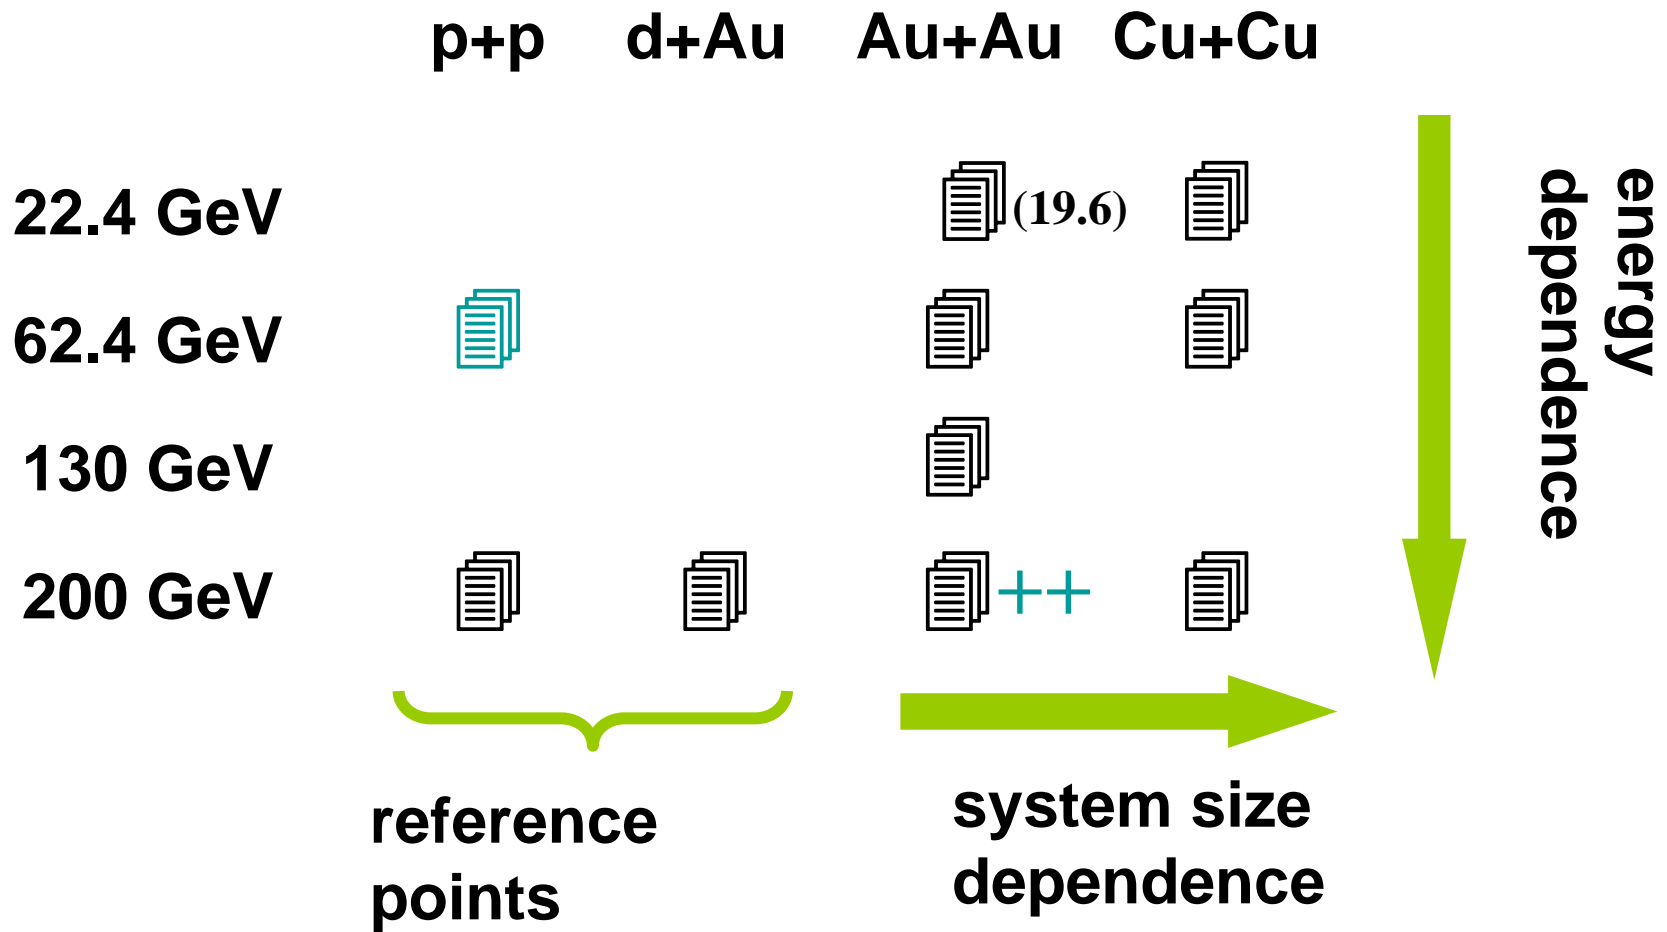 p+p d+Au Au+Au Cu+Cu
22.4 GeV (19.6)
62.4 GeV
130 GeV
200 GeV ++
energy
dependence
reference
points
system size
dependence